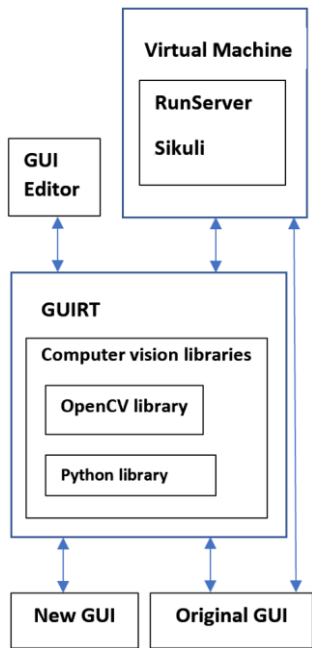 Virtual Machine
RunServer
Sikuli
GUI
Editor
GUIRT
Computer vision libraries
OpenCV library
Python library
New GUI
Original GUI